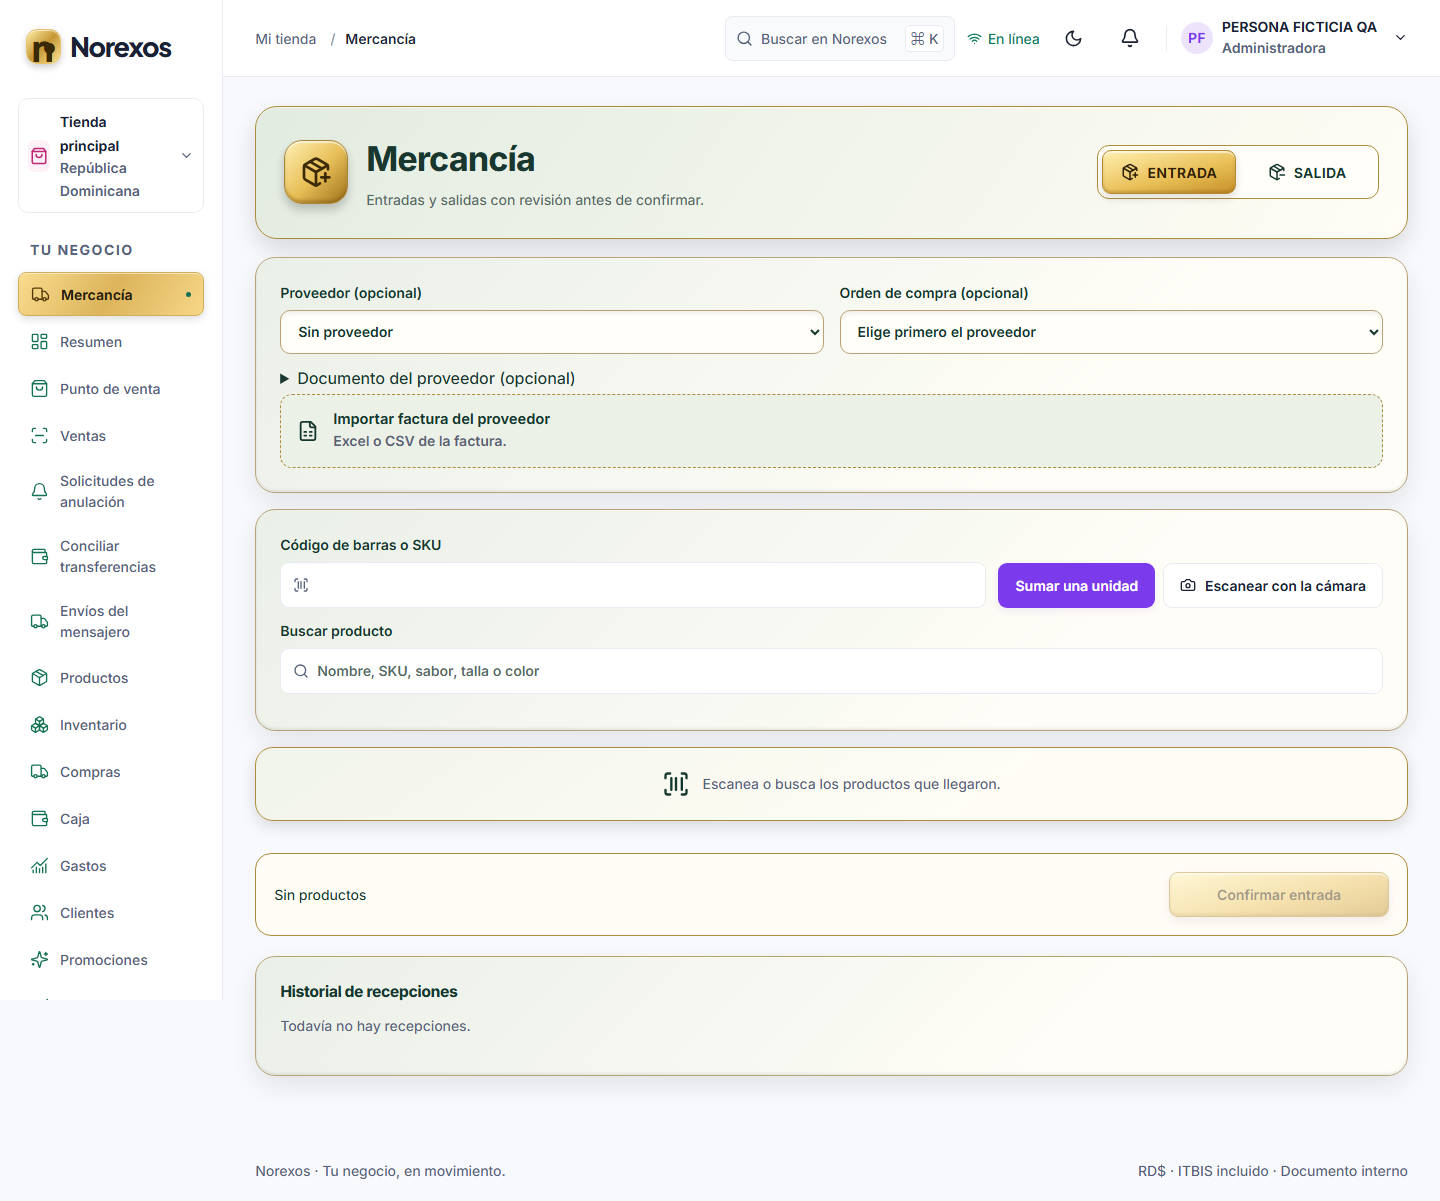 Norexos
Mi tienda / Mercancía
Buscar en Norexos
⌘ K
En línea
PF
PERSONA FICTICIA QA
Administradora
Tienda
principal
República
Dominicana
TU NEGOCIO
Mercancía
Resumen
Punto de venta
Ventas
Solicitudes de
anulación
Conciliar
transferencias
Envíos del
mensajero
Productos
Inventario
Compras
Caja
Gastos
Clientes
Promociones
Mercancía
Entradas y salidas con revisión antes de confirmar.
ENTRADA
SALIDA
Proveedor (opcional)
Orden de compra (opcional)
Sin proveedor
Elige primero el proveedor
Documento del proveedor (opcional)
Importar factura del proveedor
Excel o CSV de la factura.
Código de barras o SKU
Sumar una unidad
Escanear con la cámara
Buscar producto
Nombre, SKU, sabor, talla o color
Escanea o busca los productos que llegaron.
Sin productos
Confirmar entrada
Historial de recepciones
Todavía no hay recepciones.
Norexos · Tu negocio, en movimiento.
RD$ · ITBIS incluido · Documento interno